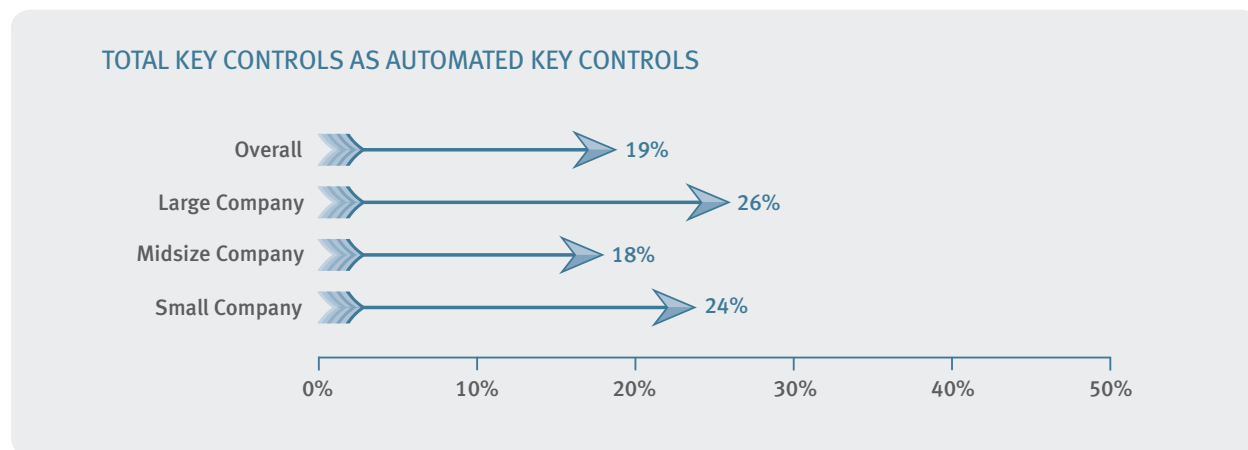 TOTAL KEY CONTROLS AS AUTOMATED KEY CONTROLS
Overall 19%
Large Company 26%
Midsize Company 18%
Small Company 24%
0% 10% 20% 30% 40% 50%